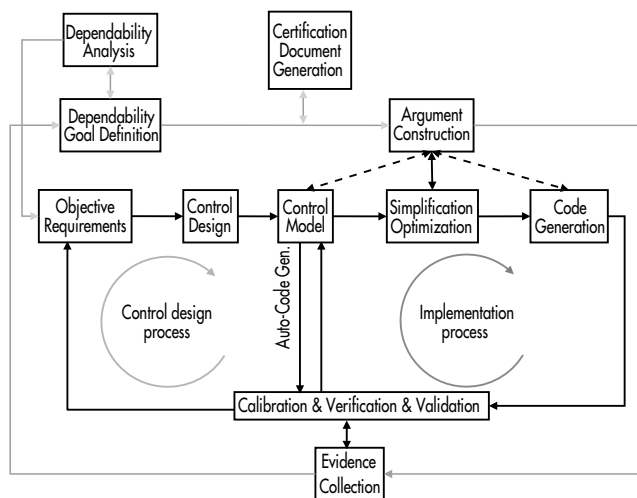 Dependability
Analysis
Certification
Document
Generation
Dependability
Goal Definition
Argument
Construction
Objective
Requirements
Control
Design
Control
Model
Simplification
Optimization
Code
Generation
Auto-Code Gen.
Control design
process
Implementation
process
Calibration & Verification & Validation
Evidence
Collection